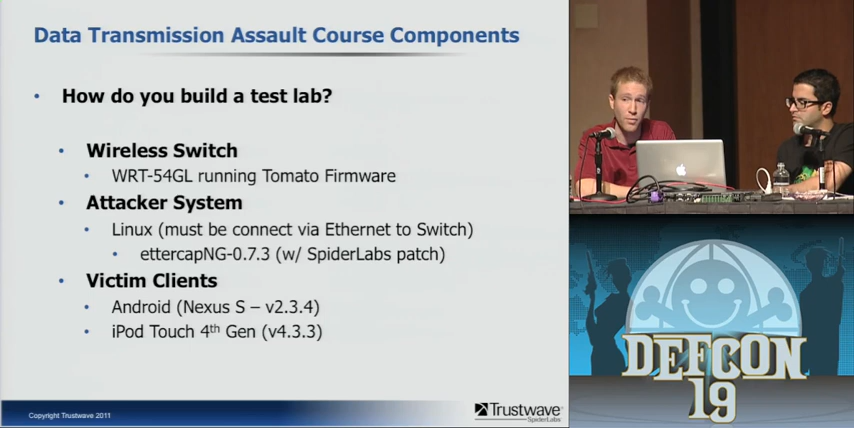 Data Transmission Assault Course Components
• How do you build a test lab?
• Wireless Switch
• WRT-54GL running Tomato Firmware
• Attacker System
• Linux (must be connect via Ethernet to Switch)
• ettercapNG-0.7.3 (w/ SpiderLabs patch)
• Victim Clients
• Android (Nexus S – v2.3.4)
• iPod Touch 4th Gen (v4.3.3)
Copyright Trustwave 2011
Trustwave®
SpiderLabs
DEFCON
19